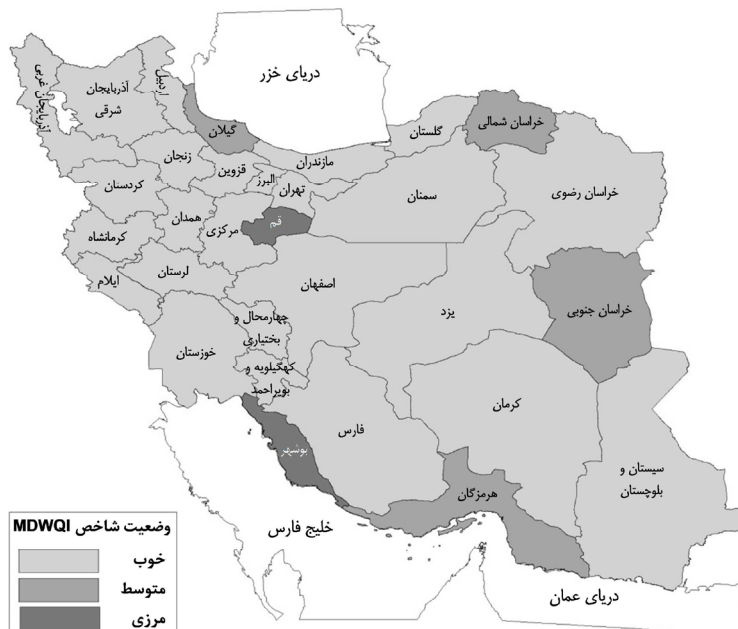 دریای خزر
آذربایجان غربی
آذربایجان
شرقی
اردبیل
گیلان
خراسان شمالی
گلستان
مازندران
زنجان
قزوین
البرز
تهران
کردستان
سمنان
خراسان رضوی
همدان
مرکزی
قم
کرمانشاه
لرستان
ایلام
اصفهان
یزد
خراسان جنوبی
چهارمحال و
بختیاری
خوزستان
کهگیلویه و
بویراحمد
کرمان
فارس
بوشهر
سیستان و
بلوچستان
هرمزگان
خلیج فارس
دریای عمان
وضعیت شاخص MDWQI
خوب
متوسط
مرزی